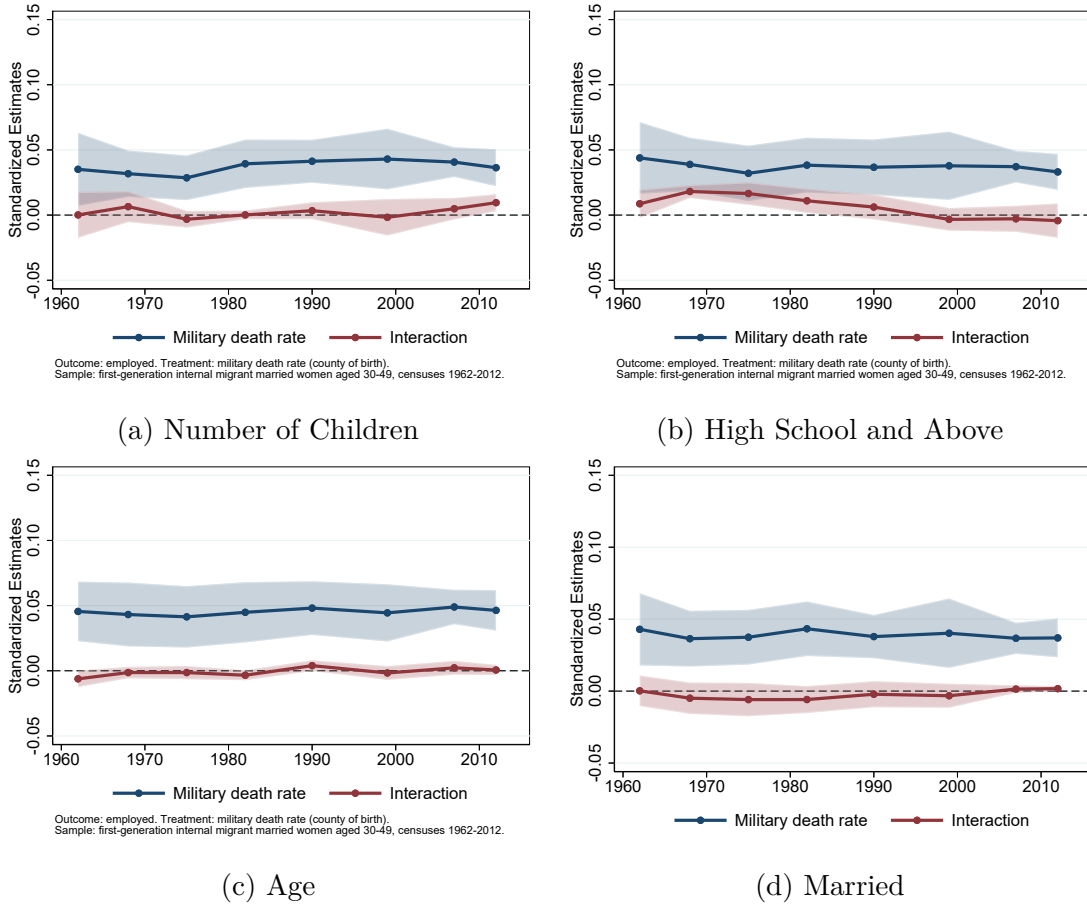 0.15
0.10
0.05
0.00
-0.05
Standardized Estimates
1960 1970 1980 1990 2000 2010
Military death rate Interaction
Outcome: employed. Treatment: military death rate (county of birth).
Sample: first-generation internal migrant married women aged 30-49, censuses 1962-2012.
(a) Number of Children
0.15
0.10
0.05
0.00
-0.05
Standardized Estimates
1960 1970 1980 1990 2000 2010
Military death rate Interaction
Outcome: employed. Treatment: military death rate (county of birth).
Sample: first-generation internal migrant married women aged 30-49, censuses 1962-2012.
(b) High School and Above
0.15
0.10
0.05
0.00
-0.05
Standardized Estimates
1960 1970 1980 1990 2000 2010
Military death rate Interaction
Outcome: employed. Treatment: military death rate (county of birth).
Sample: first-generation internal migrant married women aged 30-49, censuses 1962-2012.
(c) Age
0.15
0.10
0.05
0.00
-0.05
Standardized Estimates
1960 1970 1980 1990 2000 2010
Military death rate Interaction
(d) Married